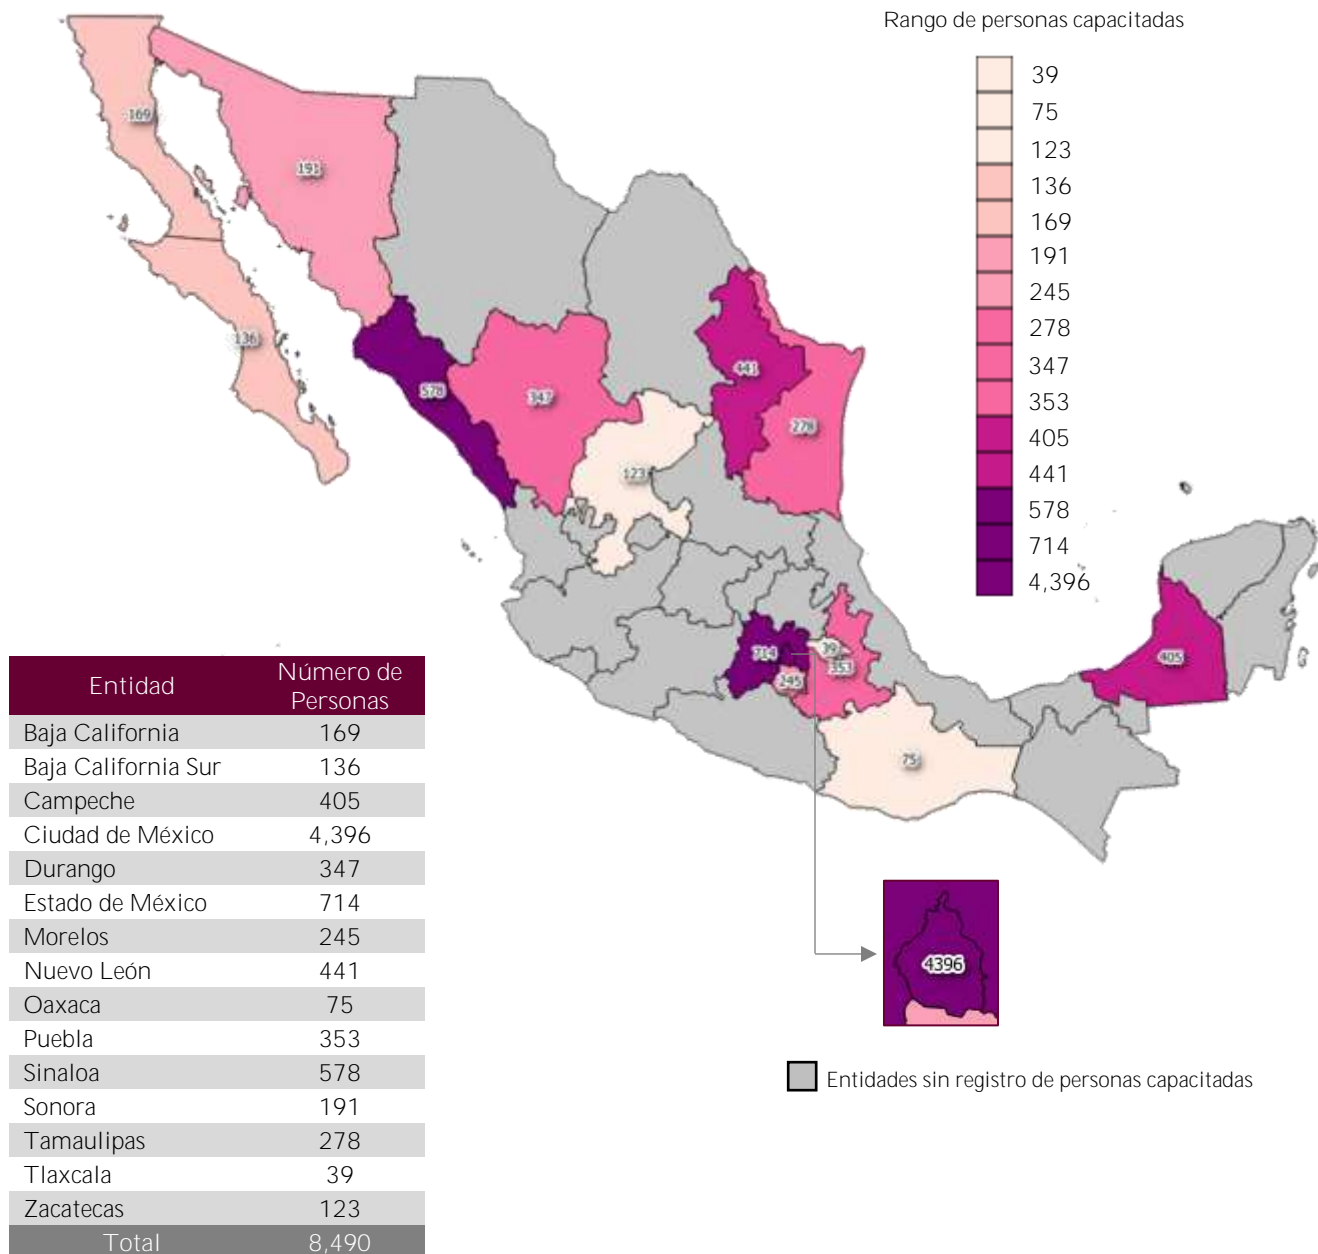 Rango de personas capacitadas
39
75
123
136
169
191
245
278
347
353
405
441
578
714
4,396
169
191
136
578
347
441
278
123
714
39
353
245
405
75
4396
Entidades sin registro de personas capacitadas
Entidad Número de Personas
Baja California 169
Baja California Sur 136
Campeche 405
Ciudad de México 4,396
Durango 347
Estado de México 714
Morelos 245
Nuevo León 441
Oaxaca 75
Puebla 353
Sinaloa 578
Sonora 191
Tamaulipas 278
Tlaxcala 39
Zacatecas 123
Total 8,490